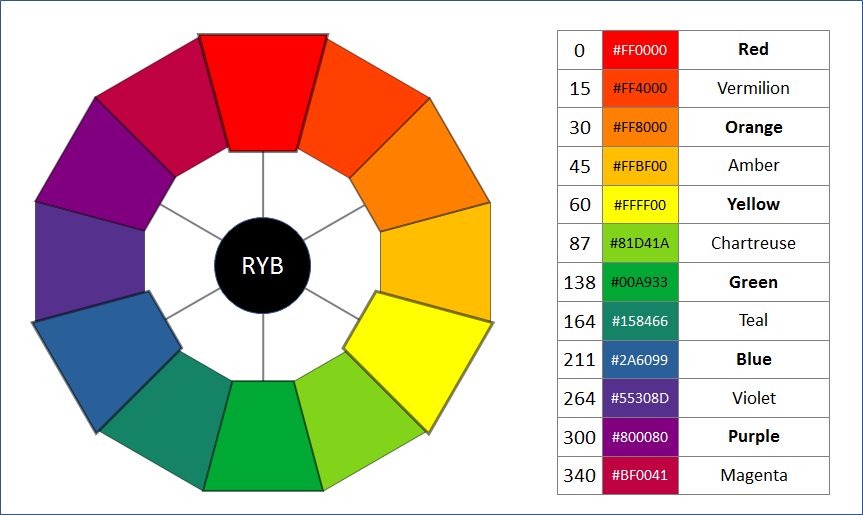 RYB
0 #FF0000 Red
15 #FF4000 Vermilion
30 #FF8000 Orange
45 #FFBF00 Amber
60 #FFFF00 Yellow
87 #81D41A Chartreuse
138 #00A933 Green
164 #158466 Teal
211 #2A6099 Blue
264 #55308D Violet
300 #800080 Purple
340 #BF0041 Magenta